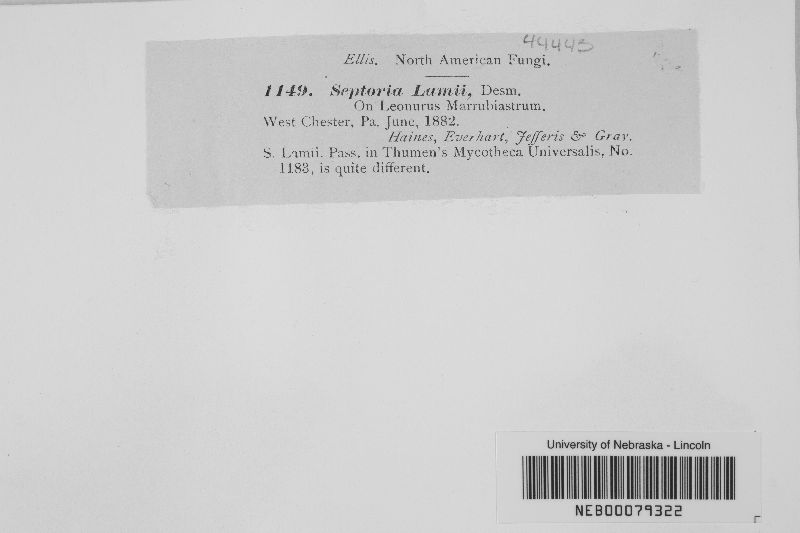 44445
Ellis. North American Fungi.
1149. Septoria Lamii, Desm.
On Leonurus Marrubiastrum.
West Chester, Pa. June, 1882.
Haines, Everhart, Jefferis & Gray.
S. Lamii. Pass. in Thumen's Mycotheca Universalis, No.
1183, is quite different.
University of Nebraska - Lincoln
NEB00079322